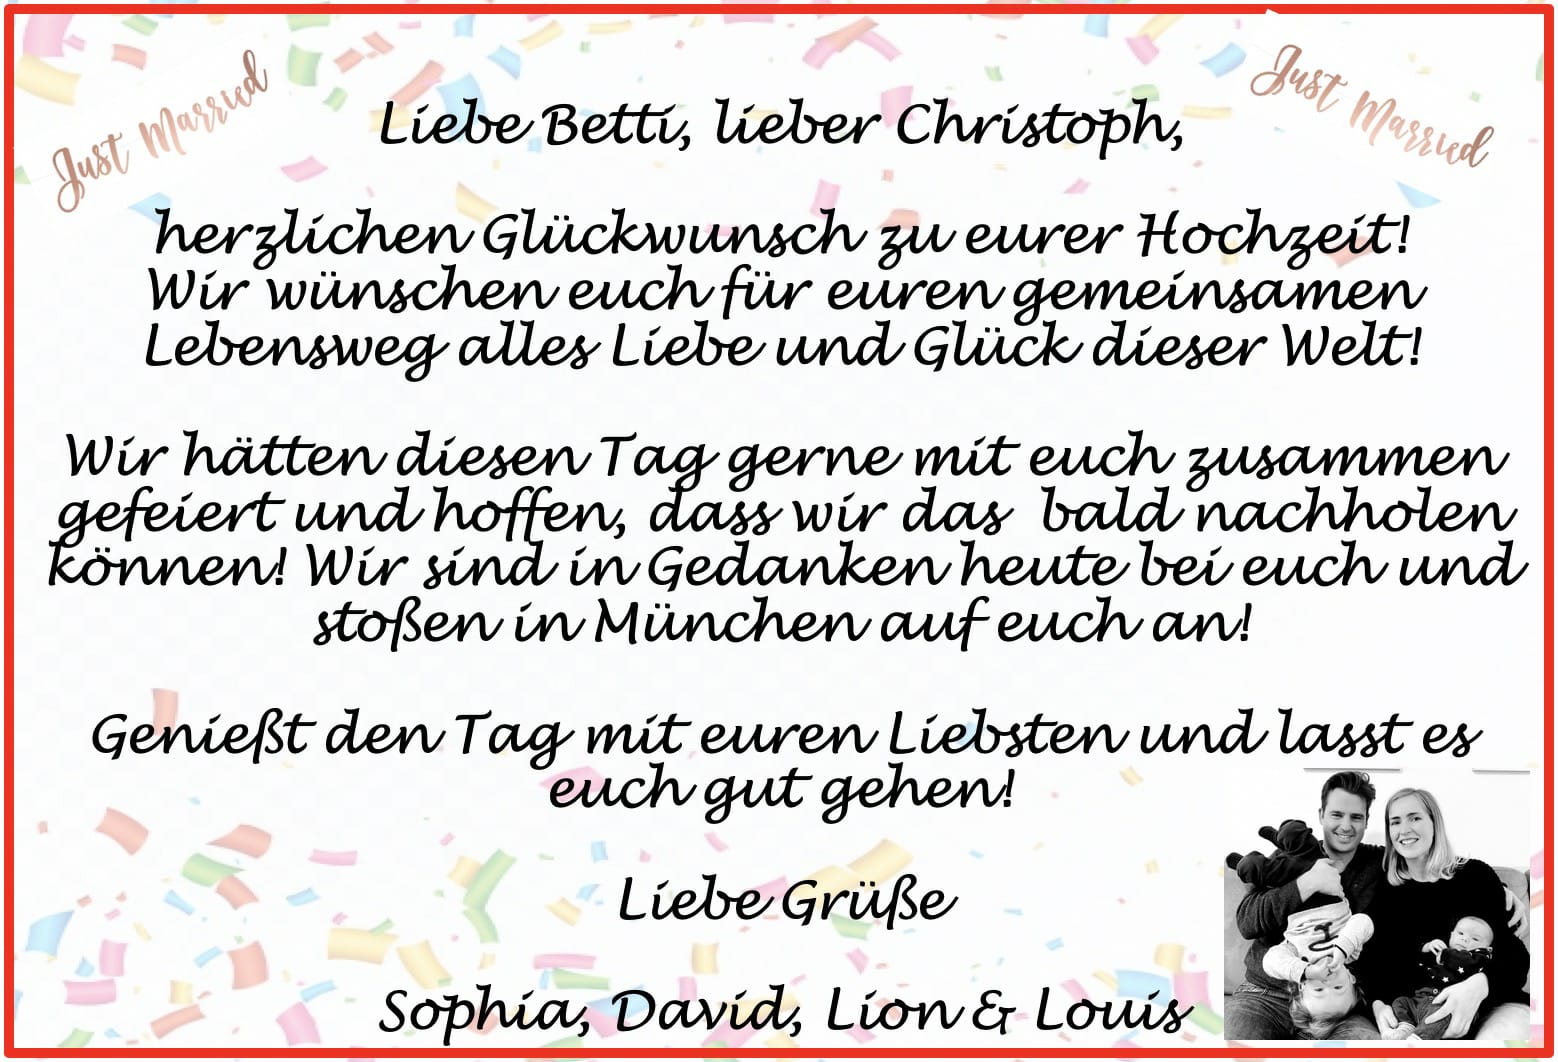 Just Married
Just Married
Liebe Betti, lieber Christoph,
herzlichen Glückwunsch zu eurer Hochzeit!
Wir wünschen euch für euren gemeinsamen
Lebensweg alles Liebe und Glück dieser Welt!
Wir hätten diesen Tag gerne mit euch zusammen
gefeiert und hoffen, dass wir das bald nachholen
können! Wir sind in Gedanken heute bei euch und
stoßen in München auf euch an!
Genießt den Tag mit euren Liebsten und lasst es
euch gut gehen!
Liebe Grüße
Sophia, David, Lion & Louis